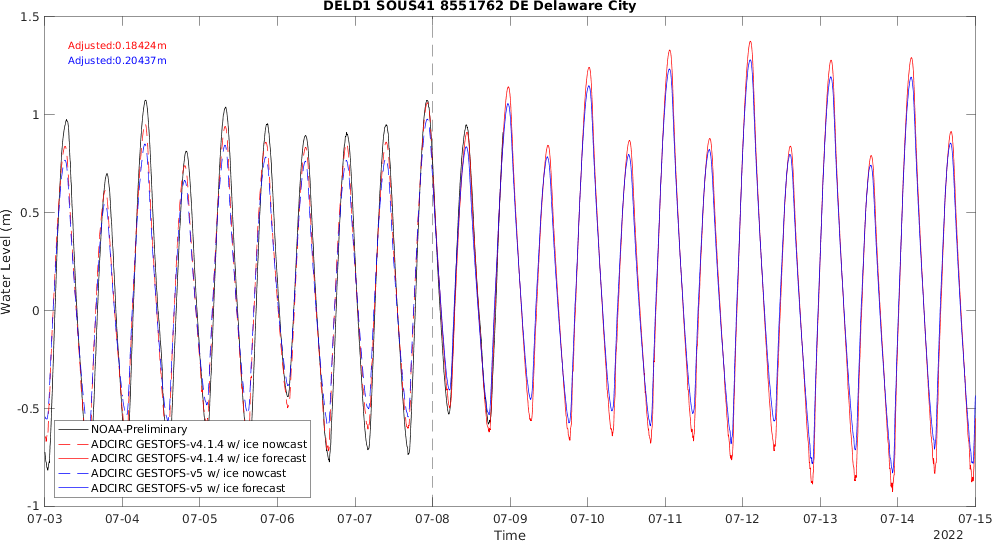 DELD1 SOUS41 8551762 DE Delaware City
Adjusted:0.18424m
Adjusted:0.20437m
Water Level (m)
1.5
1
0.5
0
-0.5
-1
NOAA-Preliminary
ADCIRC GESTOFS-v4.1.4 w/ ice nowcast
ADCIRC GESTOFS-v4.1.4 w/ ice forecast
ADCIRC GESTOFS-v5 w/ ice nowcast
ADCIRC GESTOFS-v5 w/ ice forecast
07-03 07-04 07-05 07-06 07-07 07-08 07-09 07-10 07-11 07-12 07-13 07-14 07-15
Time
2022